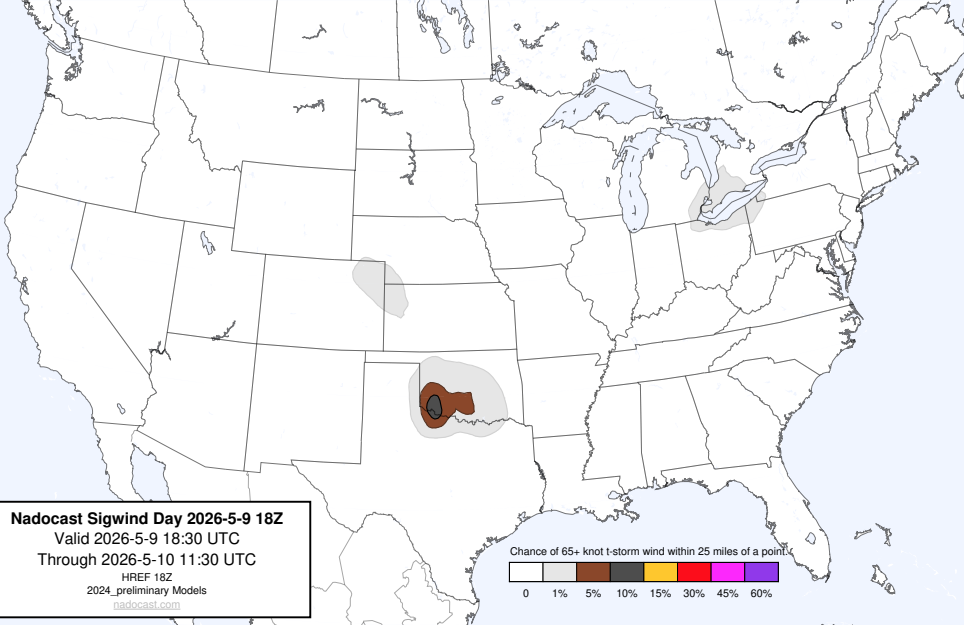 Nadocast Sigwind Day 2026-5-9 18Z
Valid 2026-5-9 18:30 UTC
Through 2026-5-10 11:30 UTC
HREF 18Z
2024_preliminary Models
nadocast.com
Chance of 65+ knot t-storm wind within 25 miles of a point.
0 1% 5% 10% 15% 30% 45% 60%